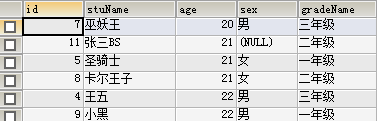 id stuName age sex gradeName
7 巫妖王 20 男 三年级
11 张三BS 21 (NULL) 二年级
5 圣骑士 21 女 一年级
8 卡尔王子 21 女 二年级
4 王五 22 男 三年级
9 小黑 22 男 一年级